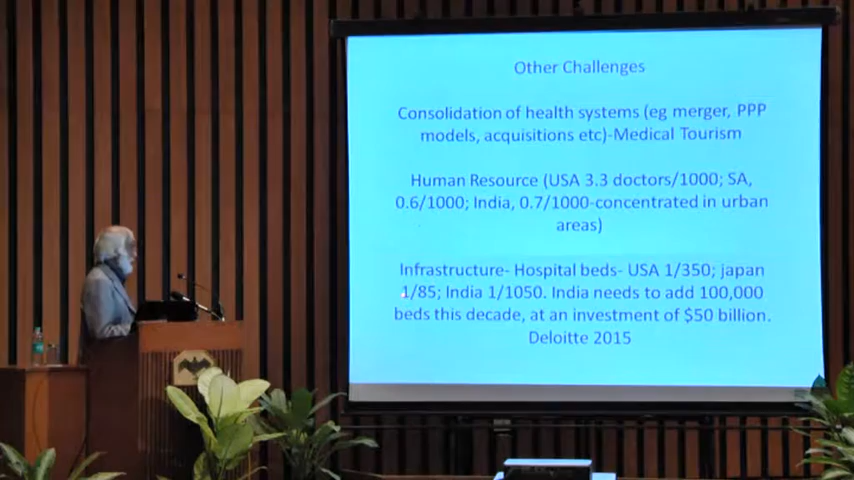 Other Challenges
Consolidation of health systems (eg merger, PPP
models, acquisitions etc)-Medical Tourism
Human Resource (USA 3.3 doctors/1000; SA,
0.6/1000; India, 0.7/1000-concentrated in urban
areas)
Infrastructure- Hospital beds- USA 1/350; japan
1/85; India 1/1050. India needs to add 100,000
beds this decade, at an investment of $50 billion.
Deloitte 2015